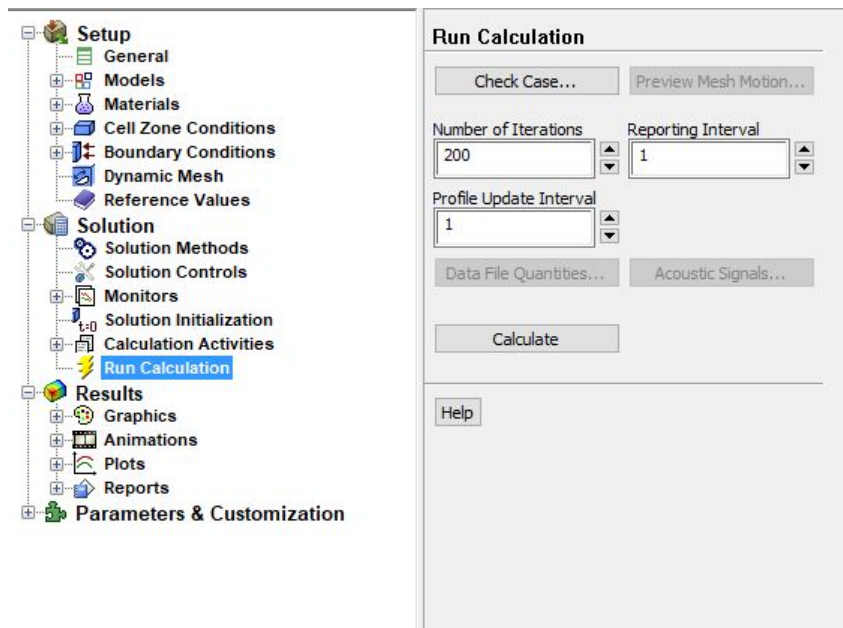 Setup
General
Models
Materials
Cell Zone Conditions
Boundary Conditions
Dynamic Mesh
Reference Values
Solution
Solution Methods
Solution Controls
Monitors
t=0 Solution Initialization
Calculation Activities
Run Calculation
Results
Graphics
Animations
Plots
Reports
Parameters & Customization
Run Calculation
Check Case... Preview Mesh Motion...
Number of Iterations Reporting Interval
200 1
Profile Update Interval
1
Data File Quantities... Acoustic Signals...
Calculate
Help